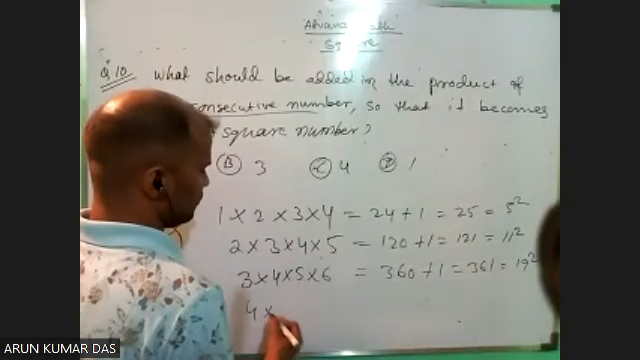 Square
Q10. What should be added in the product of
consecutive number, so that it becomes
square number?
(B) 3 (C) 4 (D) 1
1 × 2 × 3 × 4 = 24 + 1 = 25 = 5²
2 × 3 × 4 × 5 = 120 + 1 = 121 = 11²
3 × 4 × 5 × 6 = 360 + 1 = 361 = 19²
4 ×
ARUN KUMAR DAS